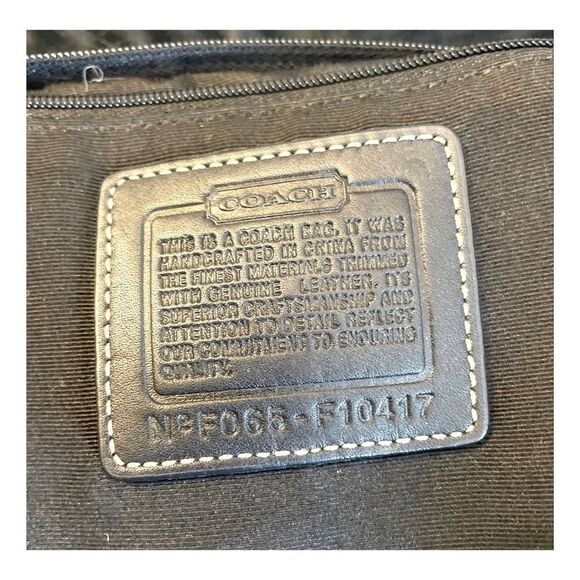 COACH
THIS IS A COACH BAG. IT WAS
HANDCRAFTED IN CHINA FROM
THE FINEST MATERIALS TRIMMED
WITH GENUINE LEATHER. ITS
SUPERIOR CRAFTSMANSHIP AND
ATTENTION TO DETAIL REFLECT
OUR COMMITMENT TO ENDURING
QUALITY.
Nº F065-F10417